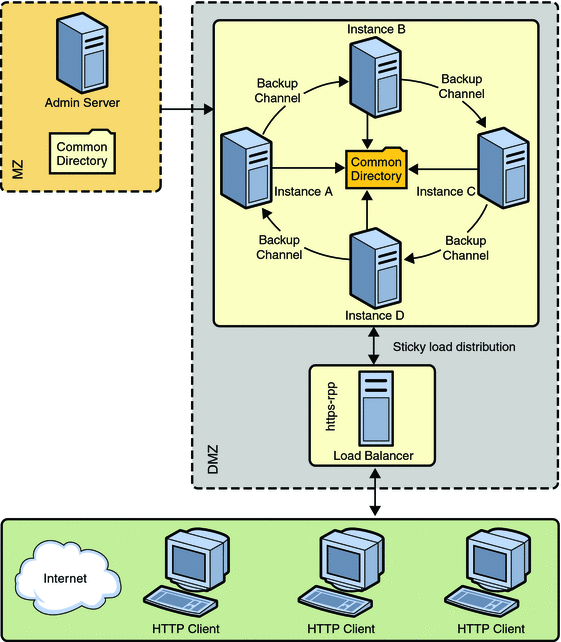 Admin Server
Common
Directory
MZ
Instance B
Backup
Channel
Backup
Channel
Common
Directory
Instance A
Instance C
Backup
Channel
Backup
Channel
Instance D
Sticky load distribution
https-rpp
Load Balancer
DMZ
Internet
HTTP Client
HTTP Client
HTTP Client